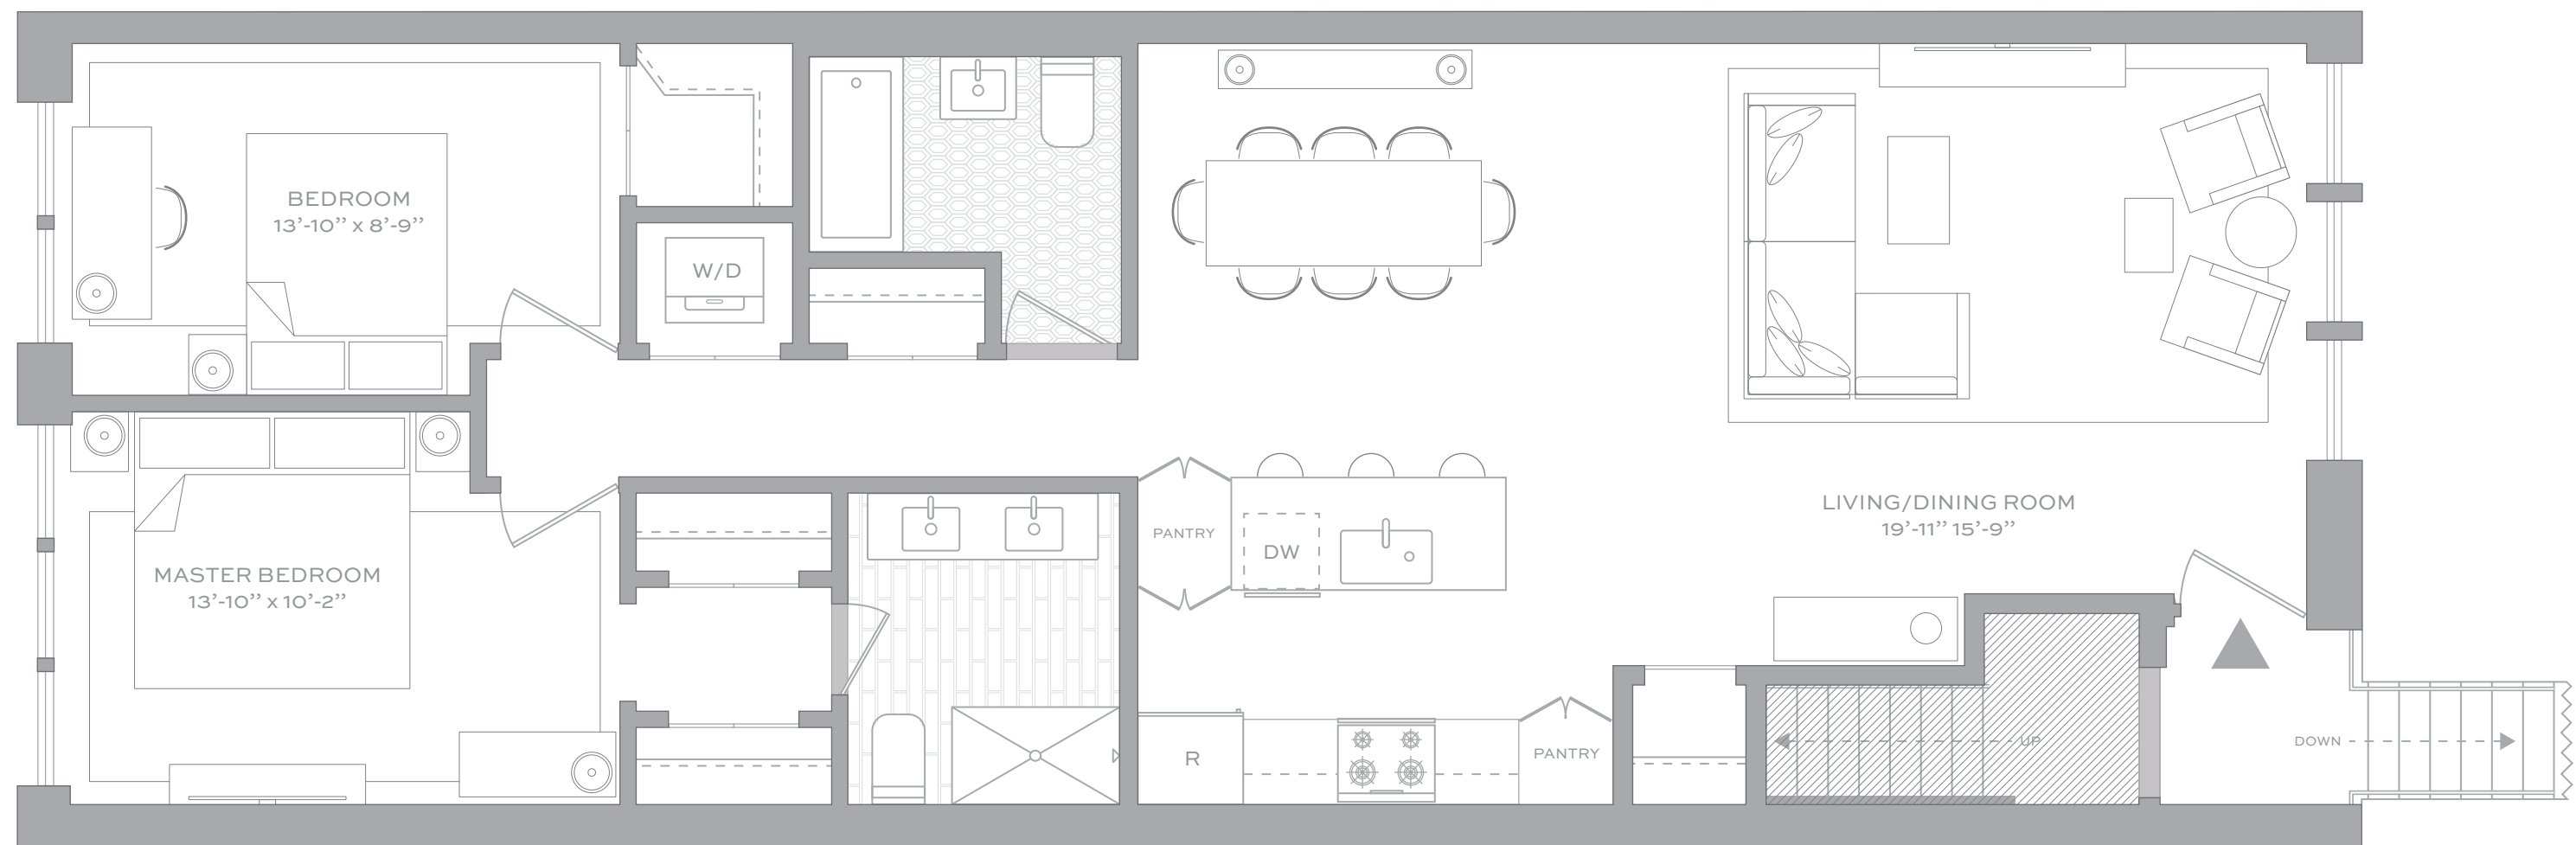 BEDROOM
13’-10’’ x 8’-9’’
W/D
MASTER BEDROOM
13’-10’’ x 10’-2’’
PANTRY
DW
R
PANTRY
LIVING/DINING ROOM
19’-11’’ 15’-9’’
UP
DOWN